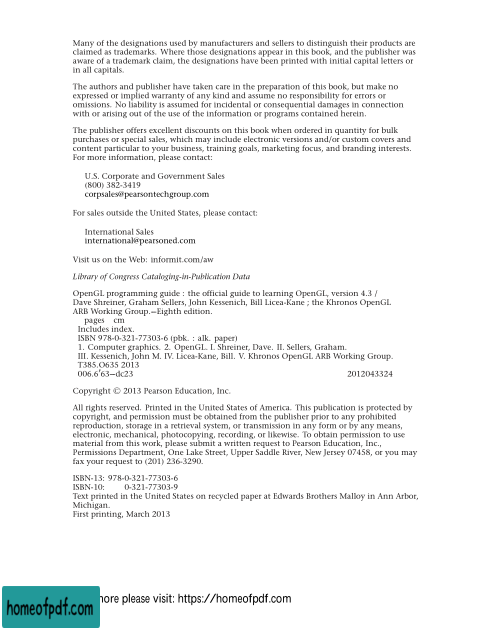 Many of the designations used by manufacturers and sellers to distinguish their products are
claimed as trademarks. Where those designations appear in this book, and the publisher was
aware of a trademark claim, the designations have been printed with initial capital letters or
in all capitals.
The authors and publisher have taken care in the preparation of this book, but make no
expressed or implied warranty of any kind and assume no responsibility for errors or
omissions. No liability is assumed for incidental or consequential damages in connection
with or arising out of the use of the information or programs contained herein.
The publisher offers excellent discounts on this book when ordered in quantity for bulk
purchases or special sales, which may include electronic versions and/or custom covers and
content particular to your business, training goals, marketing focus, and branding interests.
For more information, please contact:
U.S. Corporate and Government Sales
(800) 382-3419
corpsales@pearsontechgroup.com
For sales outside the United States, please contact:
International Sales
international@pearsoned.com
Visit us on the Web: informit.com/aw
Library of Congress Cataloging-in-Publication Data
OpenGL programming guide : the official guide to learning OpenGL, version 4.3 /
Dave Shreiner, Graham Sellers, John Kessenich, Bill Licea-Kane ; the Khronos OpenGL
ARB Working Group.—Eighth edition.
pages cm
Includes index.
ISBN 978-0-321-77303-6 (pbk. : alk. paper)
1. Computer graphics. 2. OpenGL. I. Shreiner, Dave. II. Sellers, Graham.
III. Kessenich, John M. IV. Licea-Kane, Bill. V. Khronos OpenGL ARB Working Group.
T385.O635 2013
006.6′63—dc23 2012043324
Copyright © 2013 Pearson Education, Inc.
All rights reserved. Printed in the United States of America. This publication is protected by
copyright, and permission must be obtained from the publisher prior to any prohibited
reproduction, storage in a retrieval system, or transmission in any form or by any means,
electronic, mechanical, photocopying, recording, or likewise. To obtain permission to use
material from this work, please submit a written request to Pearson Education, Inc.,
Permissions Department, One Lake Street, Upper Saddle River, New Jersey 07458, or you may
fax your request to (201) 236-3290.
ISBN-13: 978-0-321-77303-6
ISBN-10: 0-321-77303-9
Text printed in the United States on recycled paper at Edwards Brothers Malloy in Ann Arbor,
Michigan.
First printing, March 2013
more please visit: https://homeofpdf.com
homeofpdf.com